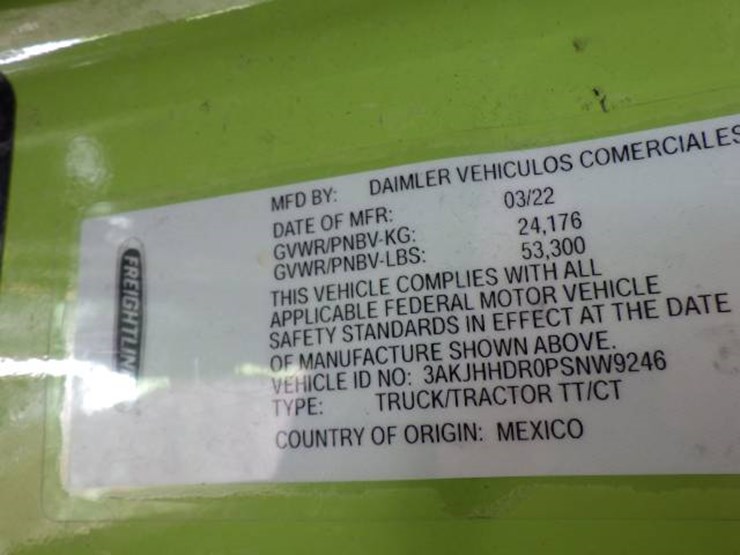 MFD BY: DAIMLER VEHICULOS COMERCIALES
DATE OF MFR: 03/22
GVWR/PNBV-KG: 24,176
GVWR/PNBV-LBS: 53,300
THIS VEHICLE COMPLIES WITH ALL
APPLICABLE FEDERAL MOTOR VEHICLE
SAFETY STANDARDS IN EFFECT AT THE DATE
OF MANUFACTURE SHOWN ABOVE.
VEHICLE ID NO: 3AKJHHDR0PSNW9246
TYPE: TRUCK/TRACTOR TT/CT
COUNTRY OF ORIGIN: MEXICO
FREIGHTLIN